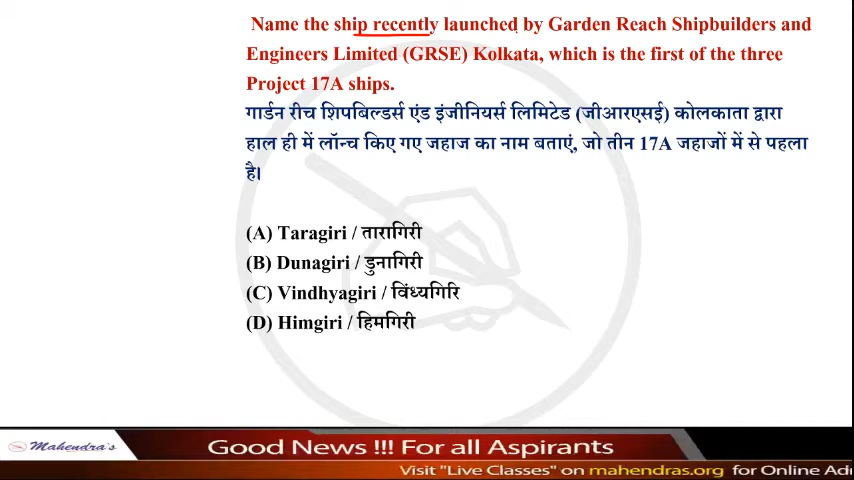 Name the ship recently launched by Garden Reach Shipbuilders and
Engineers Limited (GRSE) Kolkata, which is the first of the three
Project 17A ships.
गार्डन रीच शिपबिल्डर्स एंड इंजीनियर्स लिमिटेड (जीआरएसई) कोलकाता द्वारा
हाल ही में लॉन्च किए गए जहाज का नाम बताएं, जो तीन 17A जहाजों में से पहला
है।
(A) Taragiri / तारागिरी
(B) Dunagiri / डुनागिरी
(C) Vindhyagiri / विंध्यगिरि
(D) Himgiri / हिमगिरी
Mahendra's
Good News !!! For all Aspirants
Visit "Live Classes" on mahendras.org for Online